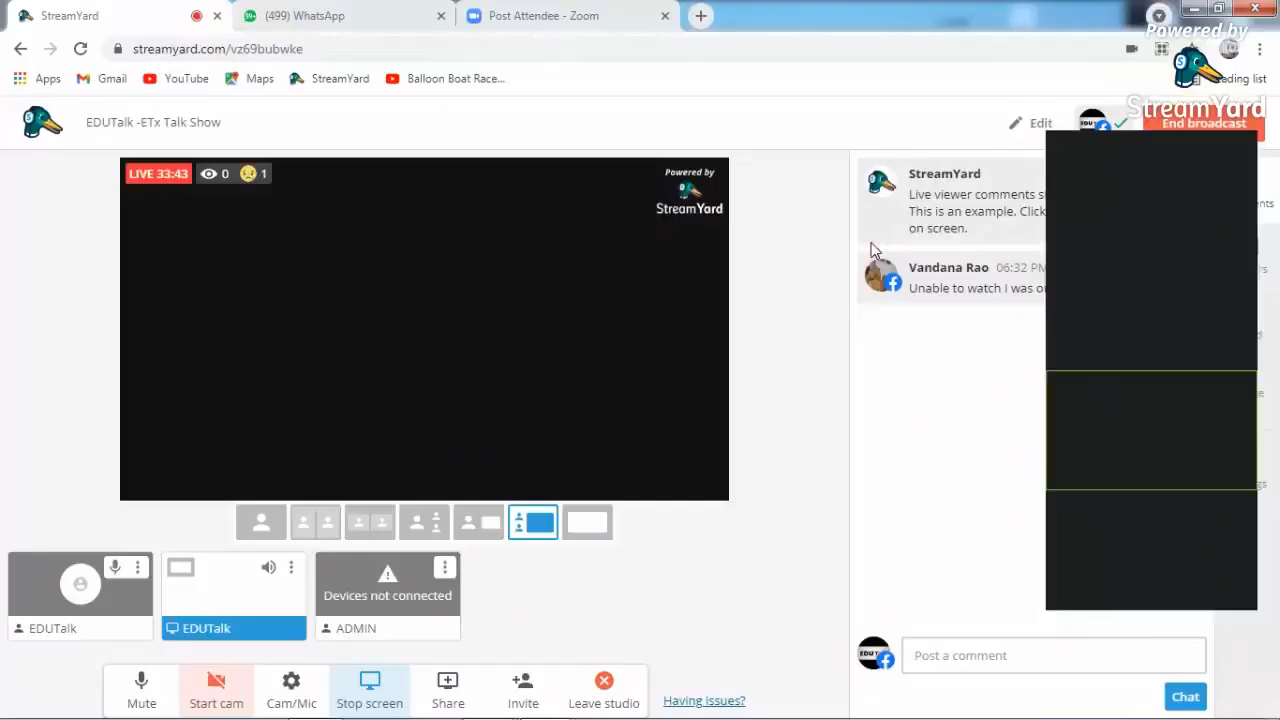 StreamYard
(499) WhatsApp
Post Attendee - Zoom
streamyard.com/vz69bubwke
Powered by
StreamYard
Apps
Gmail
YouTube
Maps
StreamYard
Balloon Boat Race...
EDUTalk -ETx Talk Show
Edit
End broadcast
LIVE 33:43
0
1
Powered by
StreamYard
StreamYard
Live viewer comments
This is an example. Click
on screen.
Vandana Rao 06:32 PM
Unable to watch I was
Devices not connected
EDUTalk
EDUTalk
ADMIN
Post a comment
Chat
Mute
Start cam
Cam/Mic
Stop screen
Share
Invite
Leave studio
Having issues?